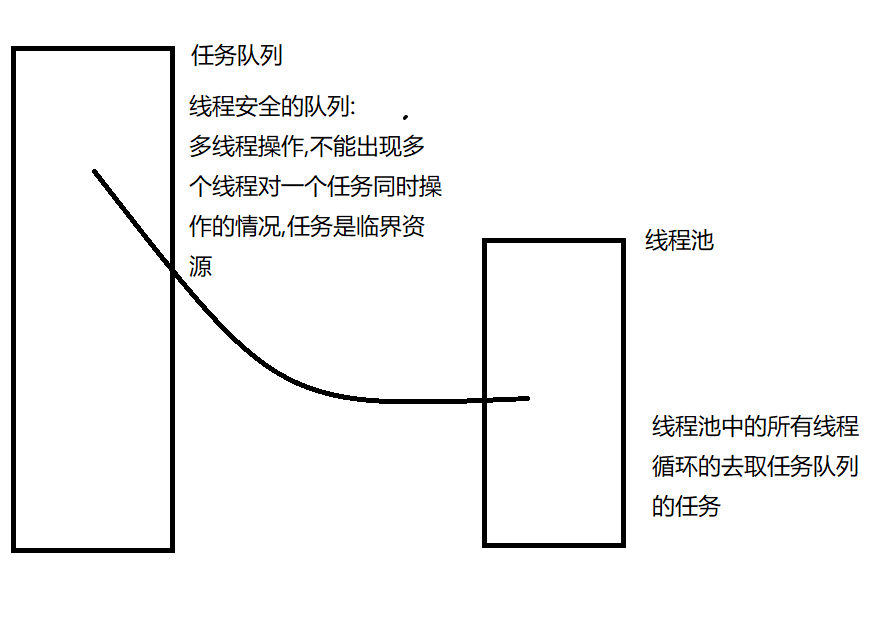 任务队列
线程安全的队列:
多线程操作,不能出现多
个线程对一个任务同时操
作的情况,任务是临界资
源
线程池
线程池中的所有线程
循环的去取任务队列
的任务